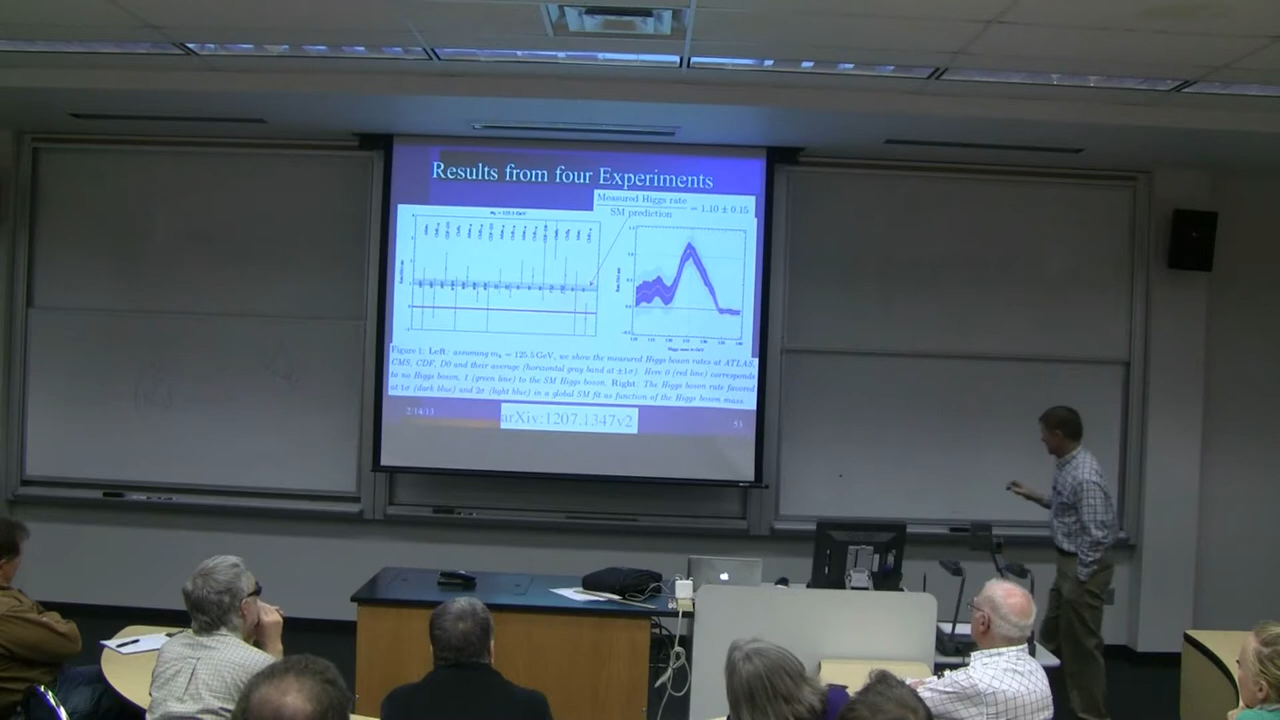 Results from four Experiments
Measured Higgs rate
SM prediction
= 1.10 ± 0.15
Figure 1: Left: assuming mₕ = 125.5 GeV, we show the measured Higgs boson rates at ATLAS,
CMS, CDF, D0 and their average (horizontal gray band at ±1σ). Here 0 (red line) corresponds
to no Higgs boson, 1 (green line) to the SM Higgs boson. Right: The Higgs boson rate favored
at 1σ (dark blue) and 2σ (light blue) in a global SM fit as function of the Higgs boson mass.
2/14/13
arXiv:1207.1347v2
53